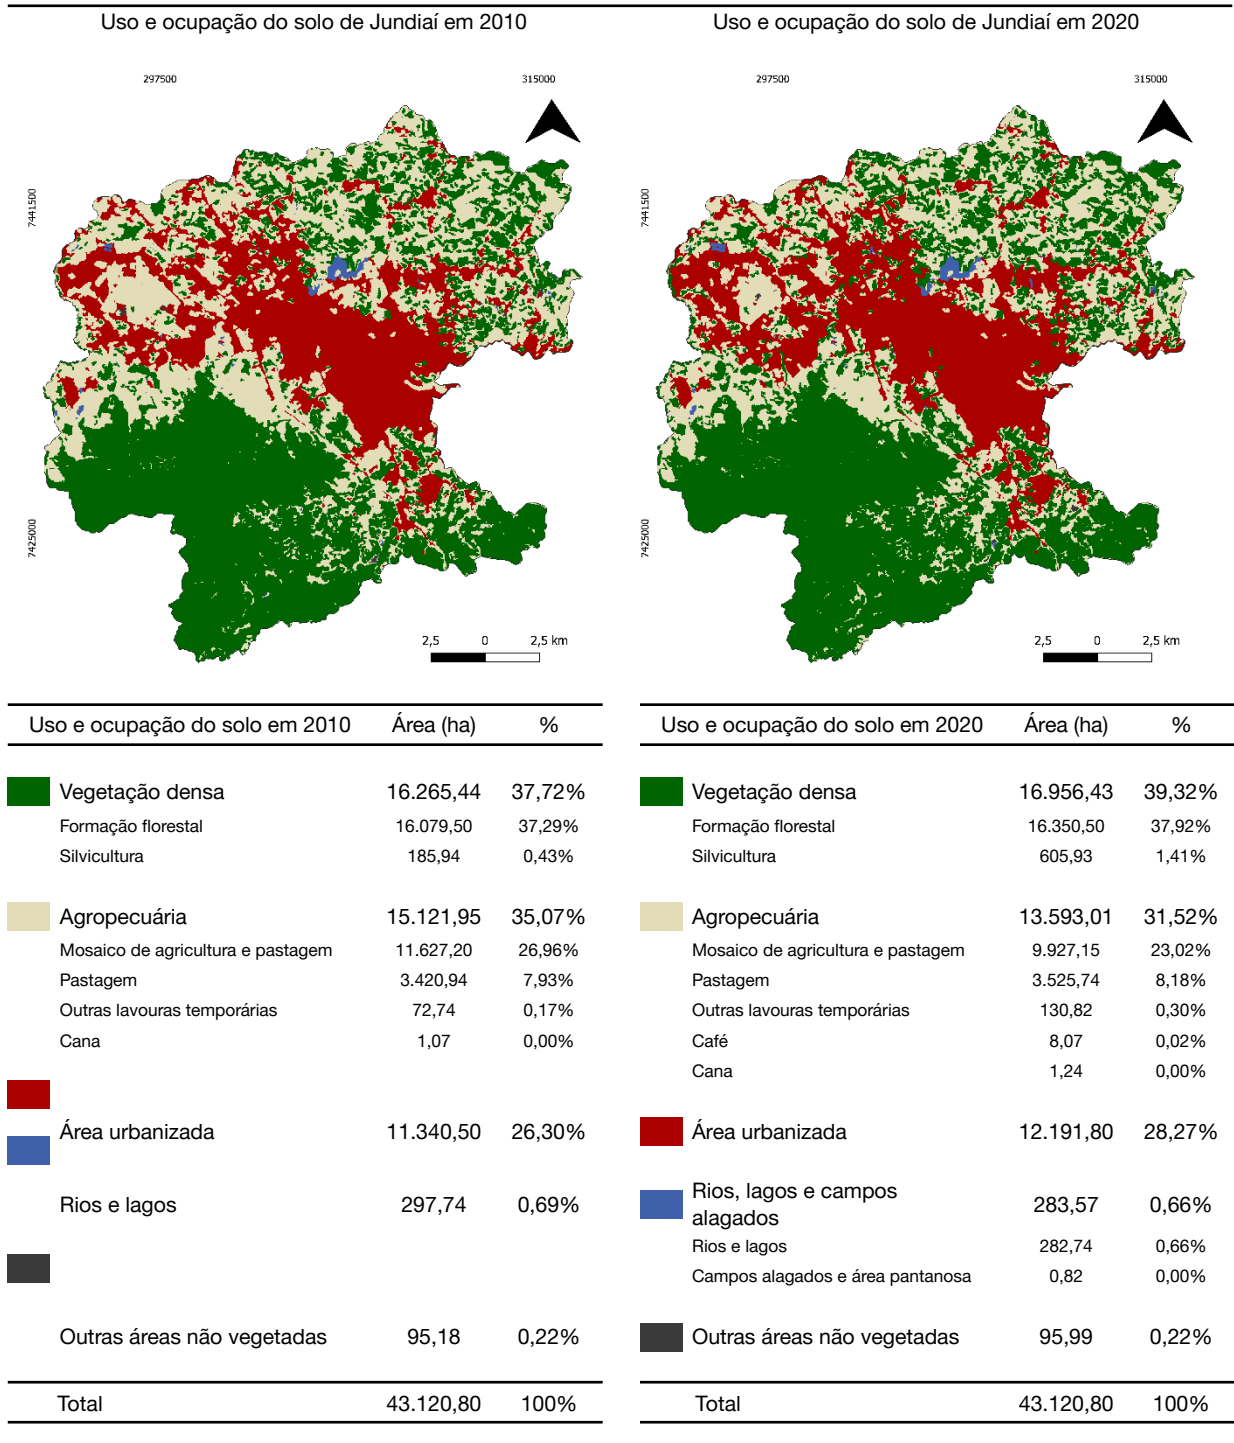 Uso e ocupação do solo de Jundiaí em 2010
297500
315000
7441500
7425000
2,5 0 2,5 km
Uso e ocupação do solo em 2010 Área (ha) %
Vegetação densa 16.265,44 37,72%
Formação florestal 16.079,50 37,29%
Silvicultura 185,94 0,43%
Agropecuária 15.121,95 35,07%
Mosaico de agricultura e pastagem 11.627,20 26,96%
Pastagem 3.420,94 7,93%
Outras lavouras temporárias 72,74 0,17%
Cana 1,07 0,00%
Área urbanizada 11.340,50 26,30%
Rios e lagos 297,74 0,69%
Outras áreas não vegetadas 95,18 0,22%
Total 43.120,80 100%
Uso e ocupação do solo de Jundiaí em 2020
297500
315000
7441500
7425000
2,5 0 2,5 km
Uso e ocupação do solo em 2020 Área (ha) %
Vegetação densa 16.956,43 39,32%
Formação florestal 16.350,50 37,92%
Silvicultura 605,93 1,41%
Agropecuária 13.593,01 31,52%
Mosaico de agricultura e pastagem 9.927,15 23,02%
Pastagem 3.525,74 8,18%
Outras lavouras temporárias 130,82 0,30%
Café 8,07 0,02%
Cana 1,24 0,00%
Área urbanizada 12.191,80 28,27%
Rios, lagos e campos
alagados 283,57 0,66%
Rios e lagos 282,74 0,66%
Campos alagados e área pantanosa 0,82 0,00%
Outras áreas não vegetadas 95,99 0,22%
Total 43.120,80 100%